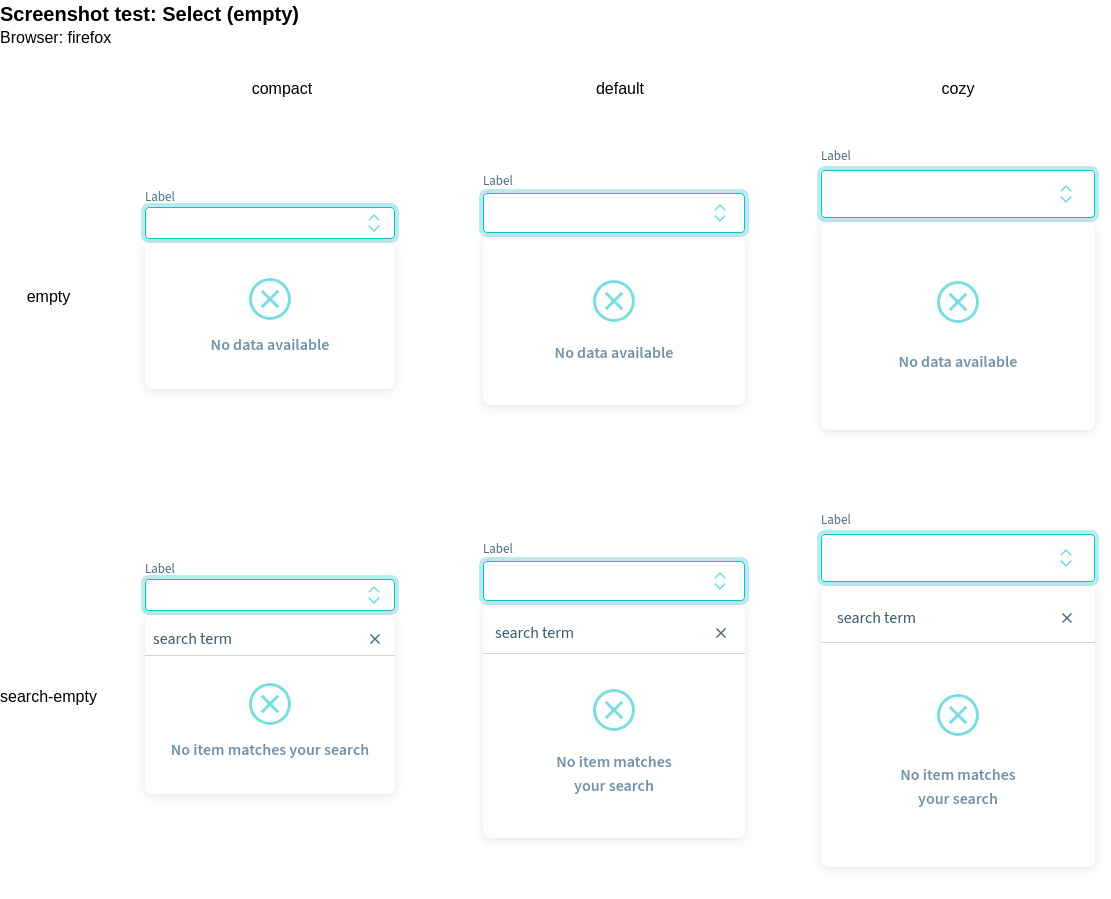 Screenshot test: Select (empty)
Browser: firefox
compact
default
cozy
empty
Label
No data available
Label
No data available
Label
No data available
search-empty
Label
search term
No item matches your search
Label
search term
No item matches
your search
Label
search term
No item matches
your search